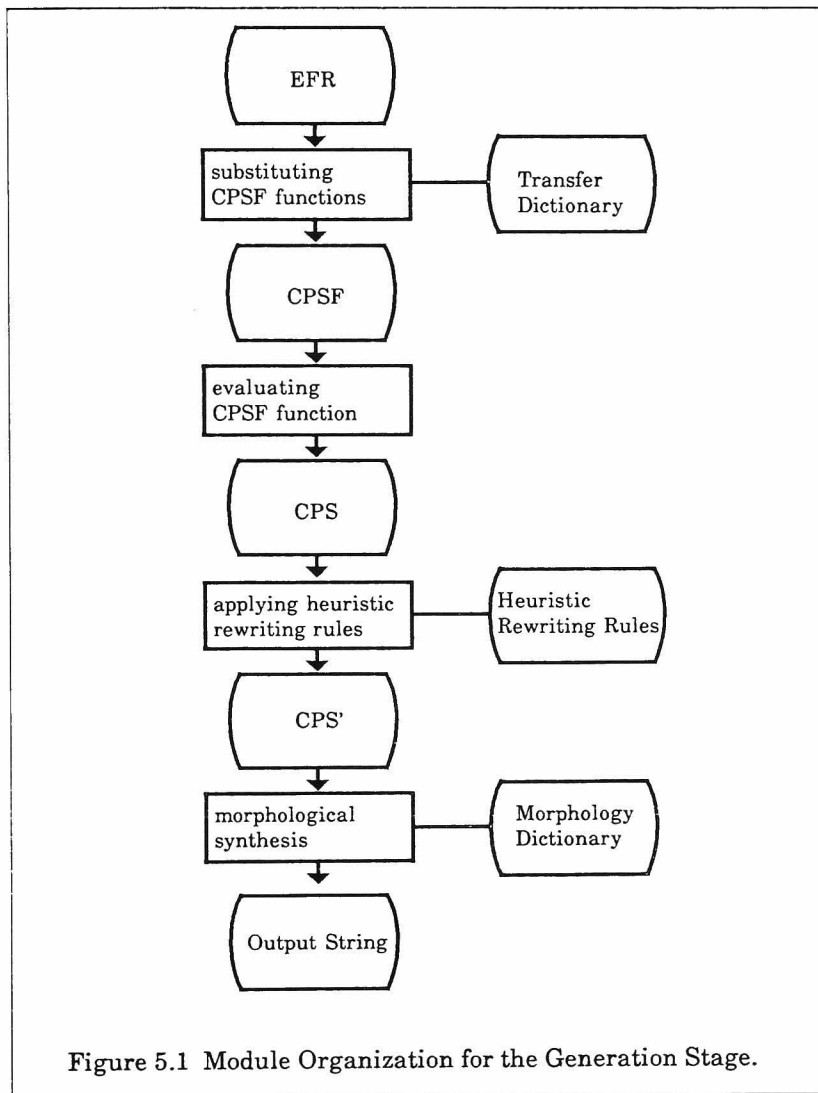 EFR
substituting
CPSF functions
Transfer
Dictionary
CPSF
evaluating
CPSF function
CPS
applying heuristic
rewriting rules
Heuristic
Rewriting Rules
CPS'
morphological
synthesis
Morphology
Dictionary
Output String
Figure 5.1 Module Organization for the Generation Stage.